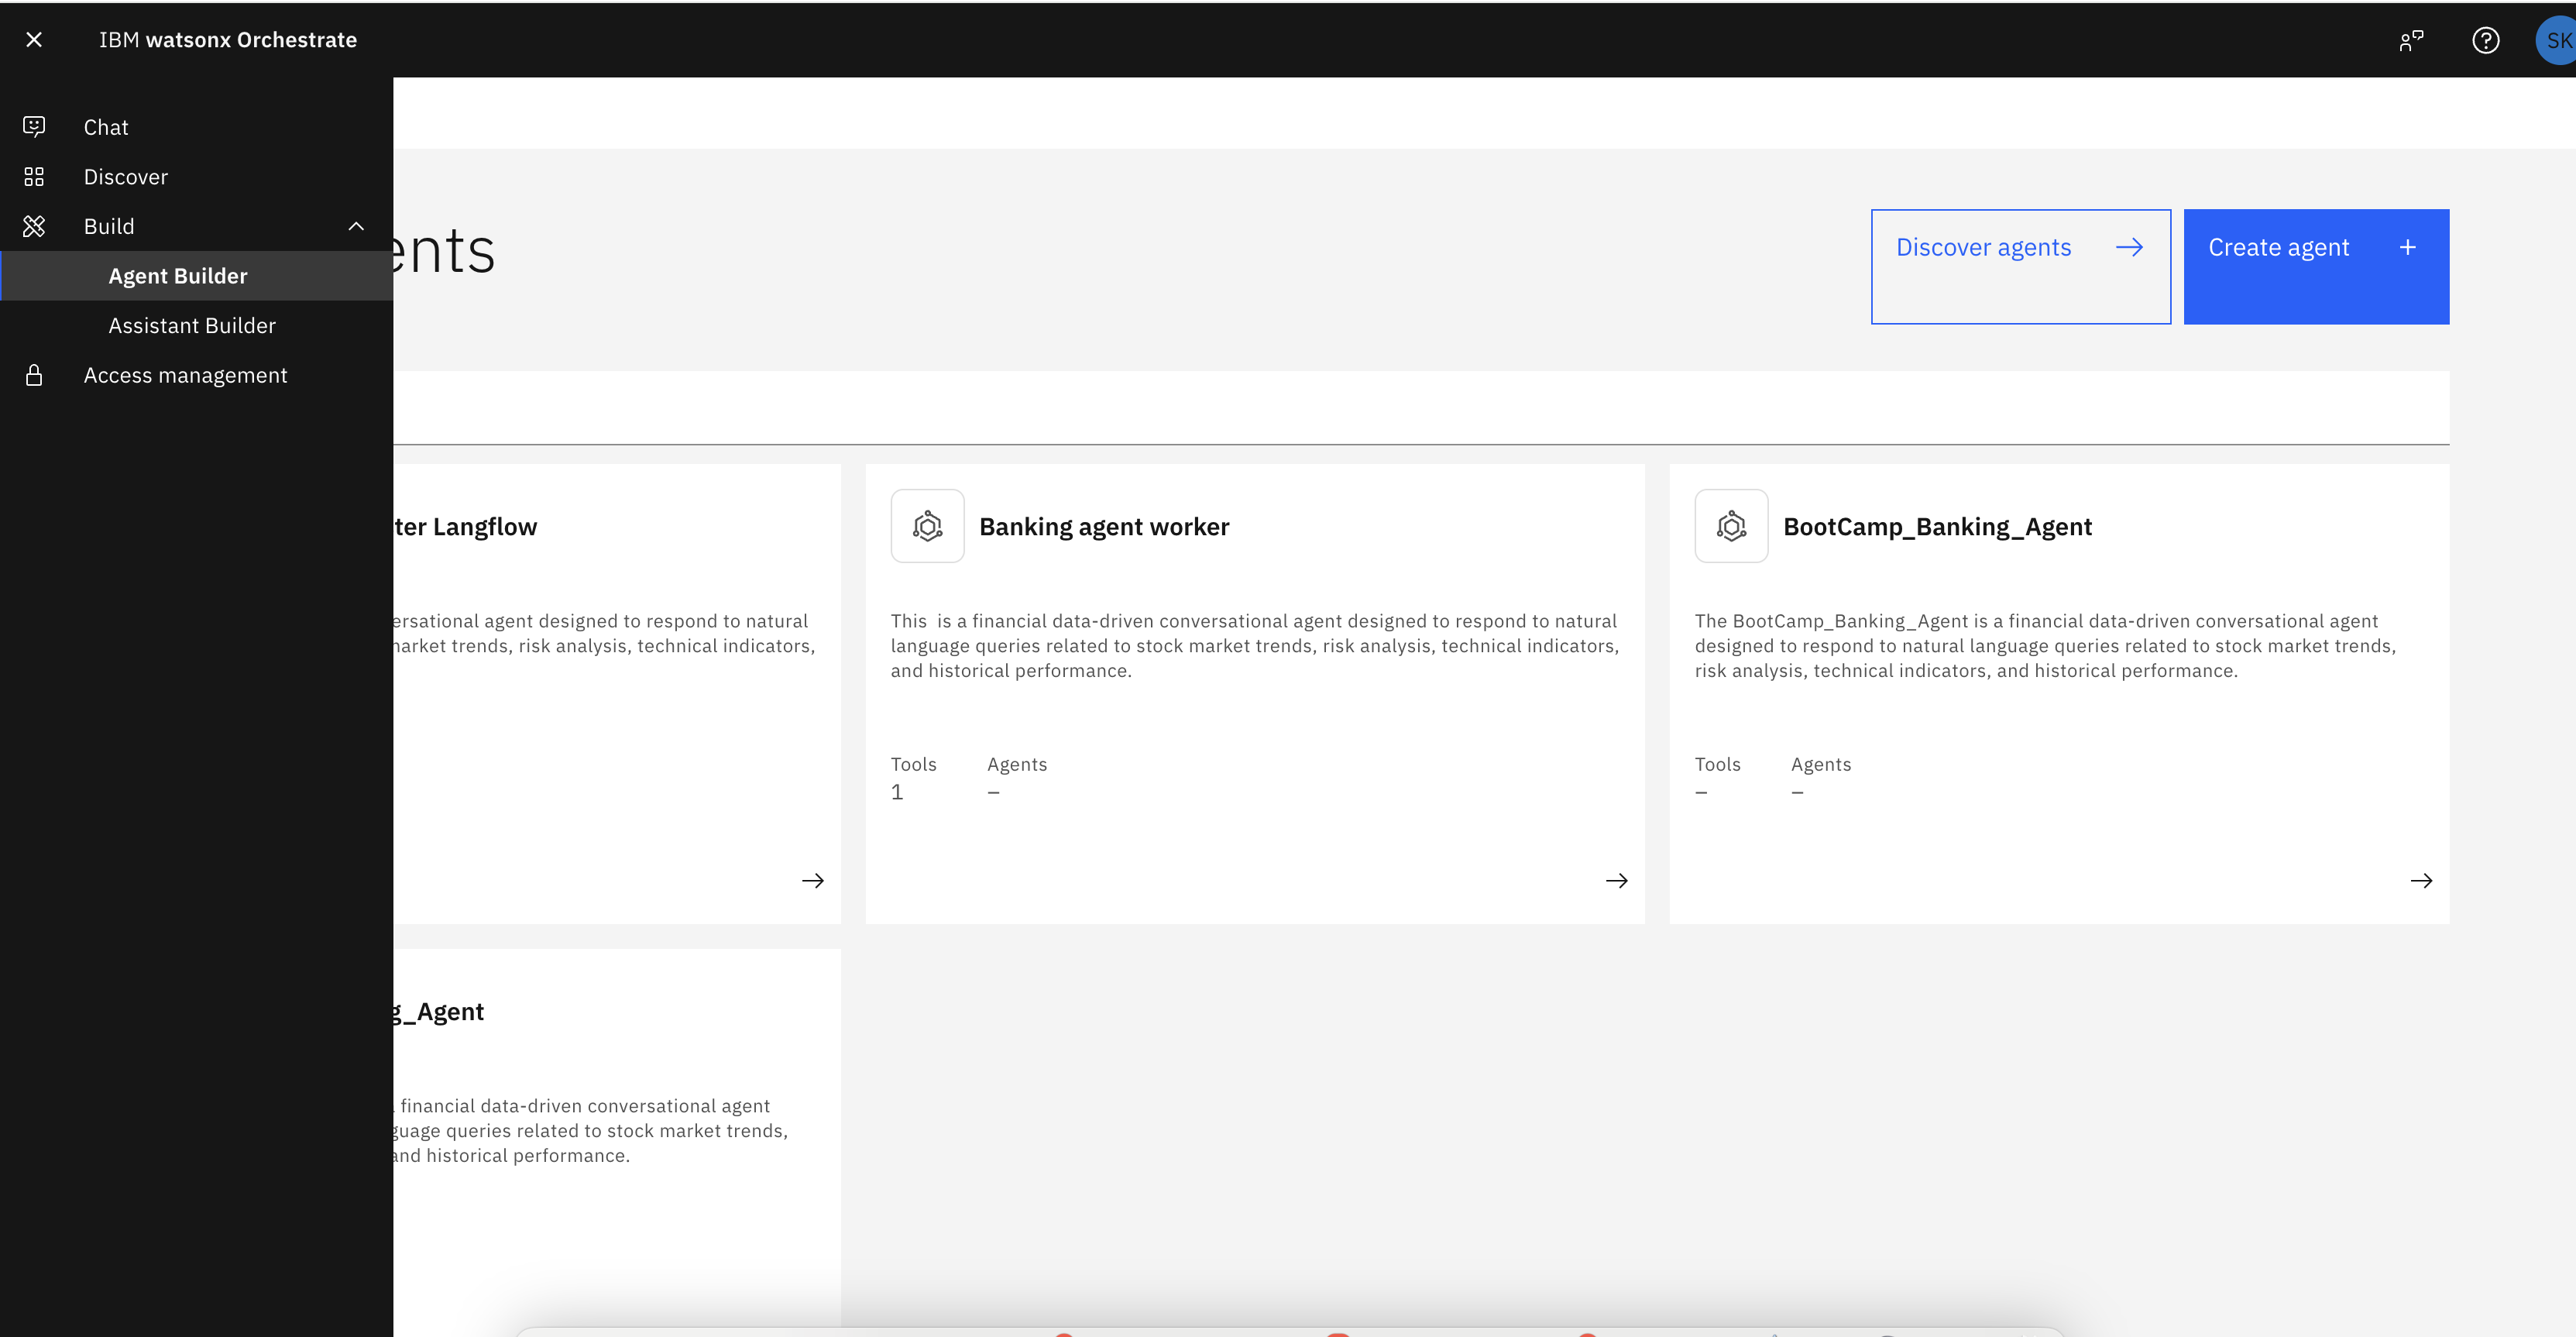 IBM watsonx Orchestrate
SK
Chat
Discover
Build
Agent Builder
Assistant Builder
Access management
ents
Discover agents
Create agent
ter Langflow
ersational agent designed to respond to natural
market trends, risk analysis, technical indicators,
Banking agent worker
This is a financial data-driven conversational agent designed to respond to natural
language queries related to stock market trends, risk analysis, technical indicators,
and historical performance.
Tools Agents
1 –
BootCamp_Banking_Agent
The BootCamp_Banking_Agent is a financial data-driven conversational agent
designed to respond to natural language queries related to stock market trends,
risk analysis, technical indicators, and historical performance.
Tools Agents
– –
g_Agent
financial data-driven conversational agent
guage queries related to stock market trends,
and historical performance.